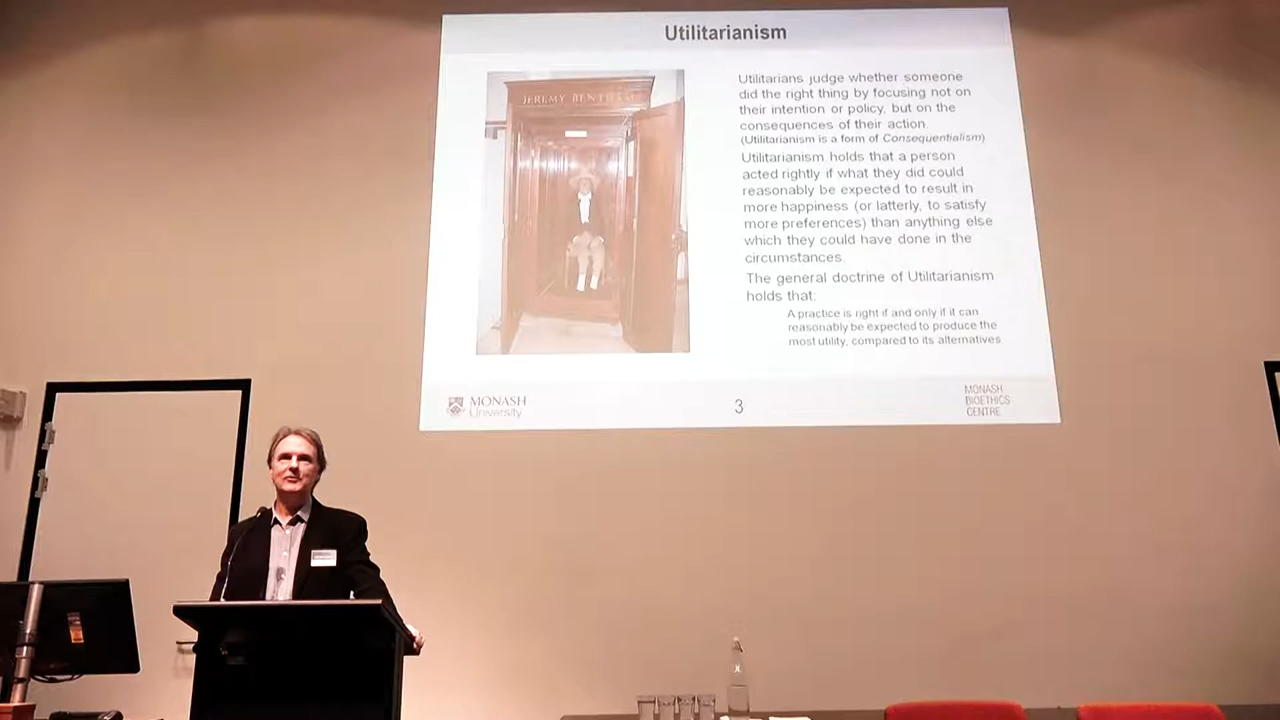 Utilitarianism
JEREMY BENTHAM
Utilitarians judge whether someone
did the right thing by focusing not on
their intention or policy, but on the
consequences of their action.
(Utilitarianism is a form of Consequentialism)
Utilitarianism holds that a person
acted rightly if what they did could
reasonably be expected to result in
more happiness (or latterly, to satisfy
more preferences) than anything else
which they could have done in the
circumstances.
The general doctrine of Utilitarianism
holds that:
A practice is right if and only if it can
reasonably be expected to produce the
most utility, compared to its alternatives
MONASH
University
3
MONASH
BIOETHICS
CENTRE